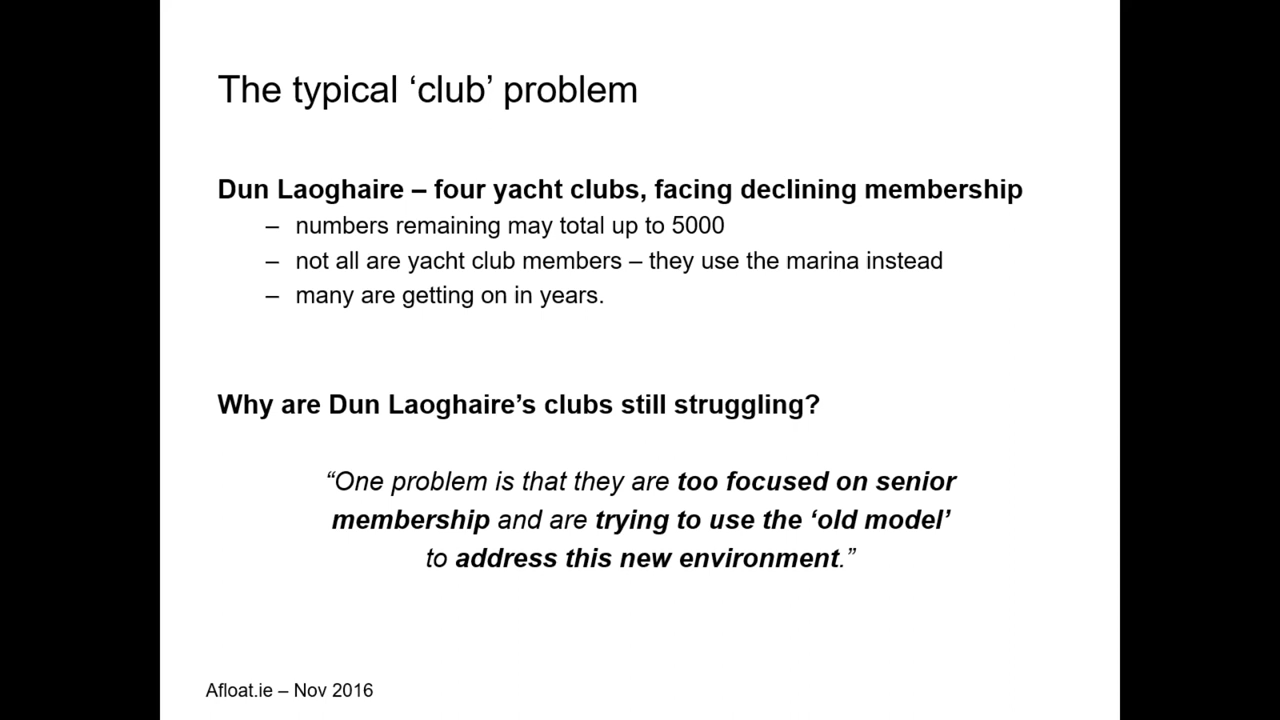 The typical ‘club’ problem
Dun Laoghaire – four yacht clubs, facing declining membership
– numbers remaining may total up to 5000
– not all are yacht club members – they use the marina instead
– many are getting on in years.
Why are Dun Laoghaire’s clubs still struggling?
“One problem is that they are too focused on senior
membership and are trying to use the ‘old model’
to address this new environment.”
Afloat.ie – Nov 2016